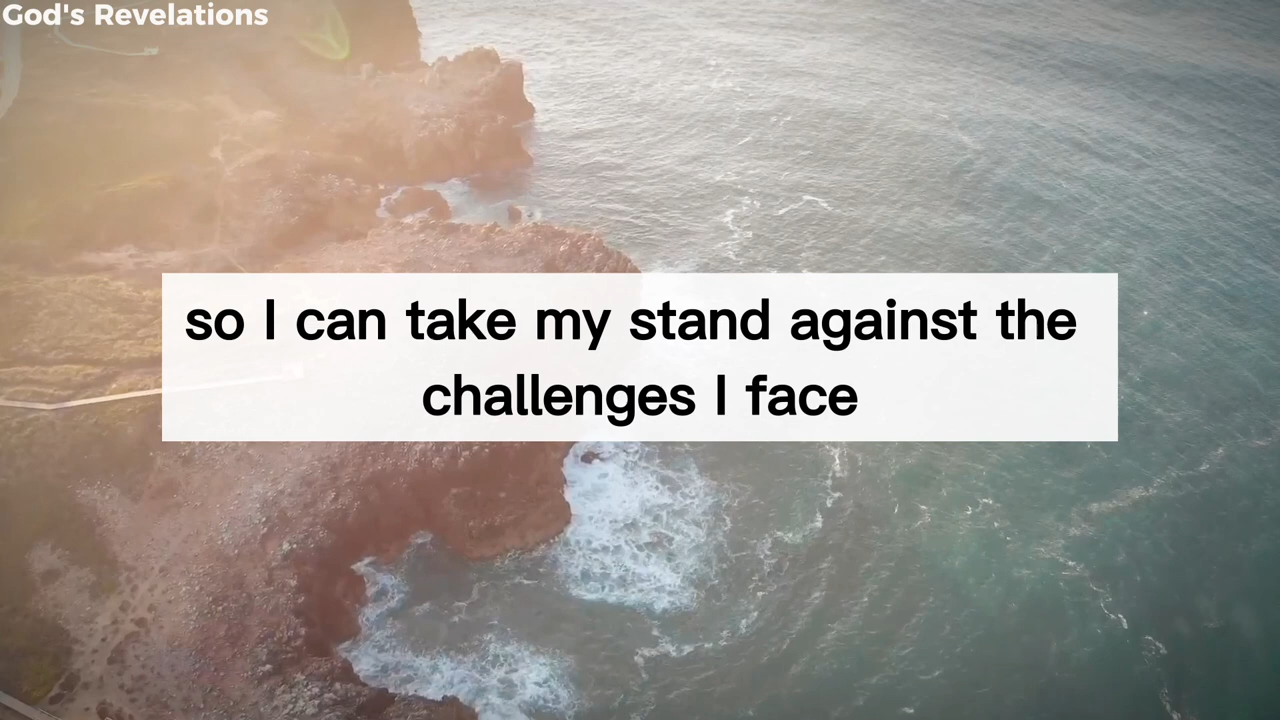 God's Revelations
so I can take my stand against the
challenges I face